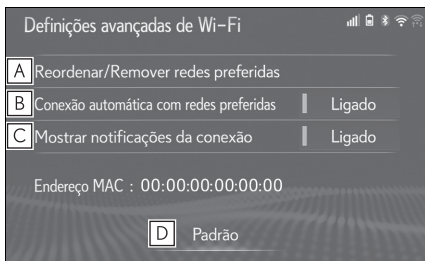 Definições avançadas de Wi-Fi
A Reordenar/Remover redes preferidas
B Conexão automática com redes preferidas Ligado
C Mostrar notificações da conexão Ligado
Endereço MAC : 00:00:00:00:00:00
D Padrão